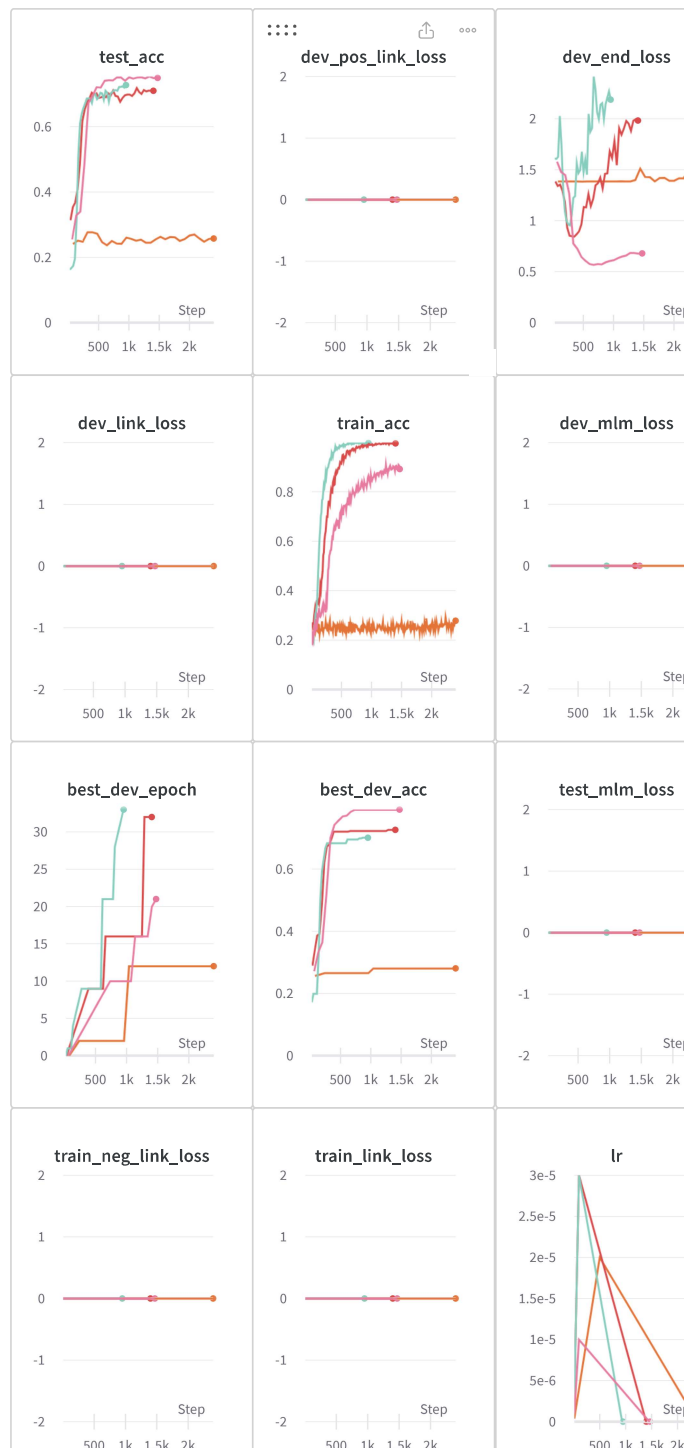 test_acc
0.6
0.4
0.2
0
Step
500 1k 1.5k 2k
dev_pos_link_loss
2
1
0
-1
-2
Step
500 1k 1.5k 2k
dev_end_loss
2
1.5
1
0.5
0
Step
500 1k 1.5k 2k
dev_link_loss
2
1
0
-1
-2
Step
500 1k 1.5k 2k
train_acc
0.8
0.6
0.4
0.2
0
Step
500 1k 1.5k 2k
dev_mlm_loss
2
1
0
-1
-2
Step
500 1k 1.5k 2k
best_dev_epoch
30
25
20
15
10
5
0
Step
500 1k 1.5k 2k
best_dev_acc
0.6
0.4
0.2
0
Step
500 1k 1.5k 2k
test_mlm_loss
2
1
0
-1
-2
Step
500 1k 1.5k 2k
train_neg_link_loss
2
1
0
-1
-2
Step
500 1k 1.5k 2k
train_link_loss
2
1
0
-1
-2
Step
500 1k 1.5k 2k
lr
3e-5
2.5e-5
2e-5
1.5e-5
1e-5
5e-6
0
Step
500 1k 1.5k 2k